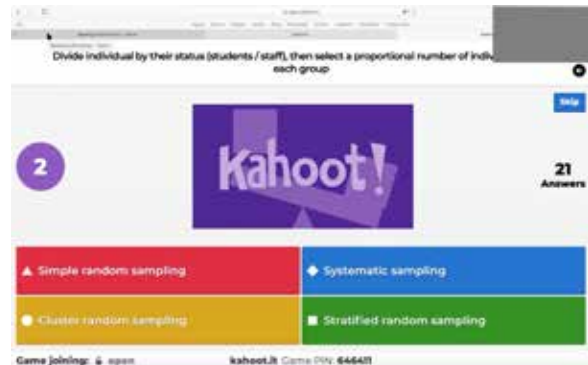 Divide individual by their status (students / staff), then select a proportional number of
each group
Skip
2
Kahoot!
21
Answers
Simple random sampling
Systematic sampling
Cluster random sampling
Stratified random sampling
Game joining: open
kahoot.it Game PIN: 646411